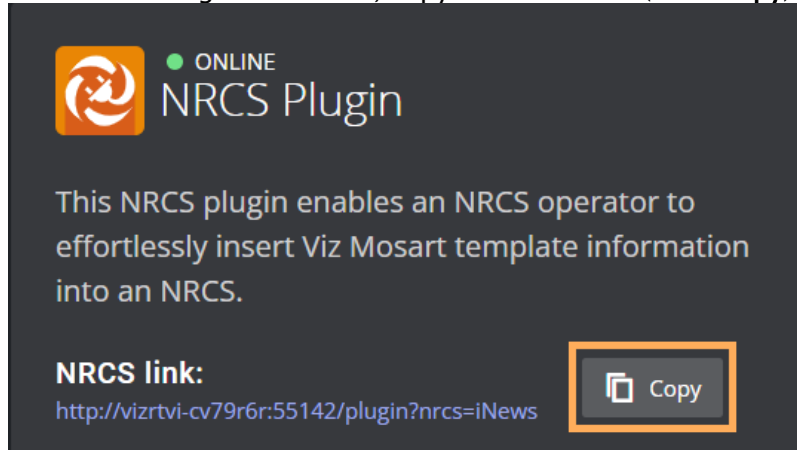 ONLINE
NRCS Plugin
This NRCS plugin enables an NRCS operator to
effortlessly insert Viz Mosart template information
into an NRCS.
NRCS link:
Copy
http://vizrtvi-cv79r6r:55142/plugin?nrcs=iNews